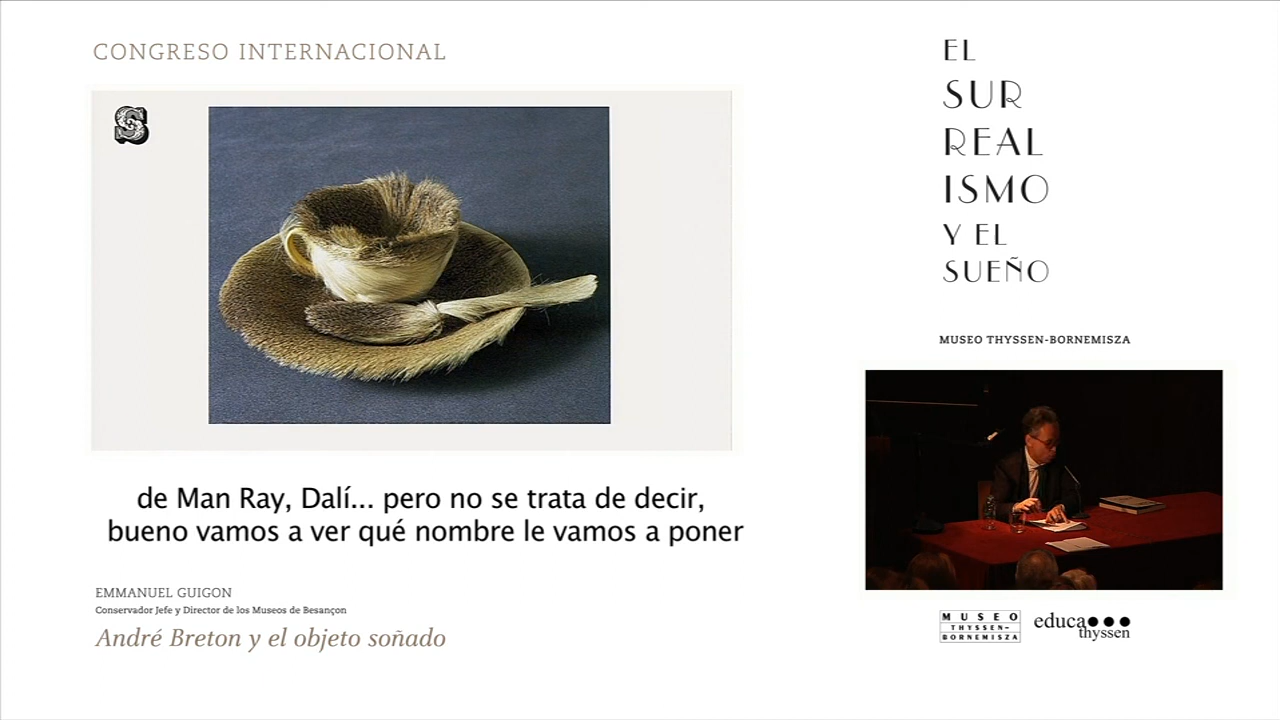 CONGRESO INTERNACIONAL
S
de Man Ray, Dalí... pero no se trata de decir,
bueno vamos a ver qué nombre le vamos a poner
EMMANUEL GUIGON
Conservador Jefe y Director de los Museos de Besançon
André Breton y el objeto soñado
EL
SUR
REAL
ISMO
Y EL
SUEÑO
MUSEO THYSSEN-BORNEMISZA
MUSEO
THYSSEN-
BORNEMISZA
educa
thyssen